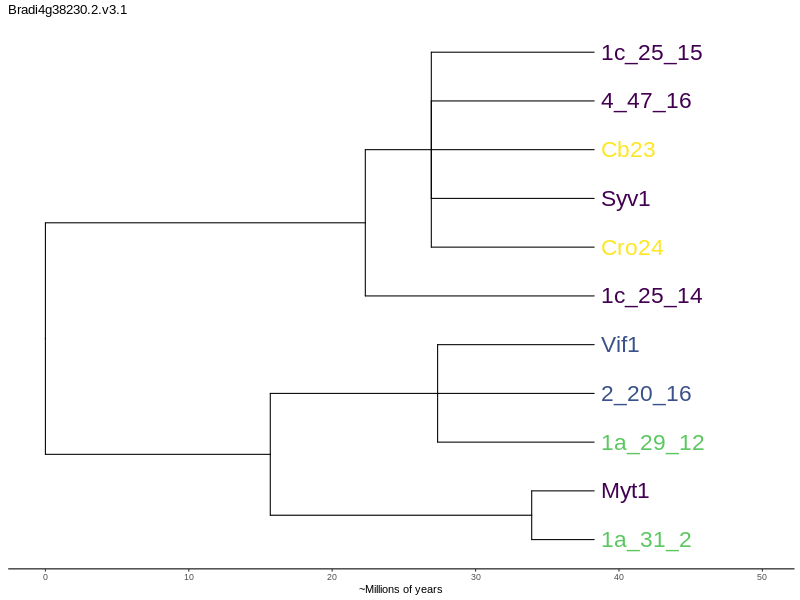 Bradi4g38230.2.v3.1
1c_25_15
4_47_16
Cb23
Syv1
Cro24
1c_25_14
Vif1
2_20_16
1a_29_12
Myt1
1a_31_2
0 10 20 30 40 50
~Millions of years